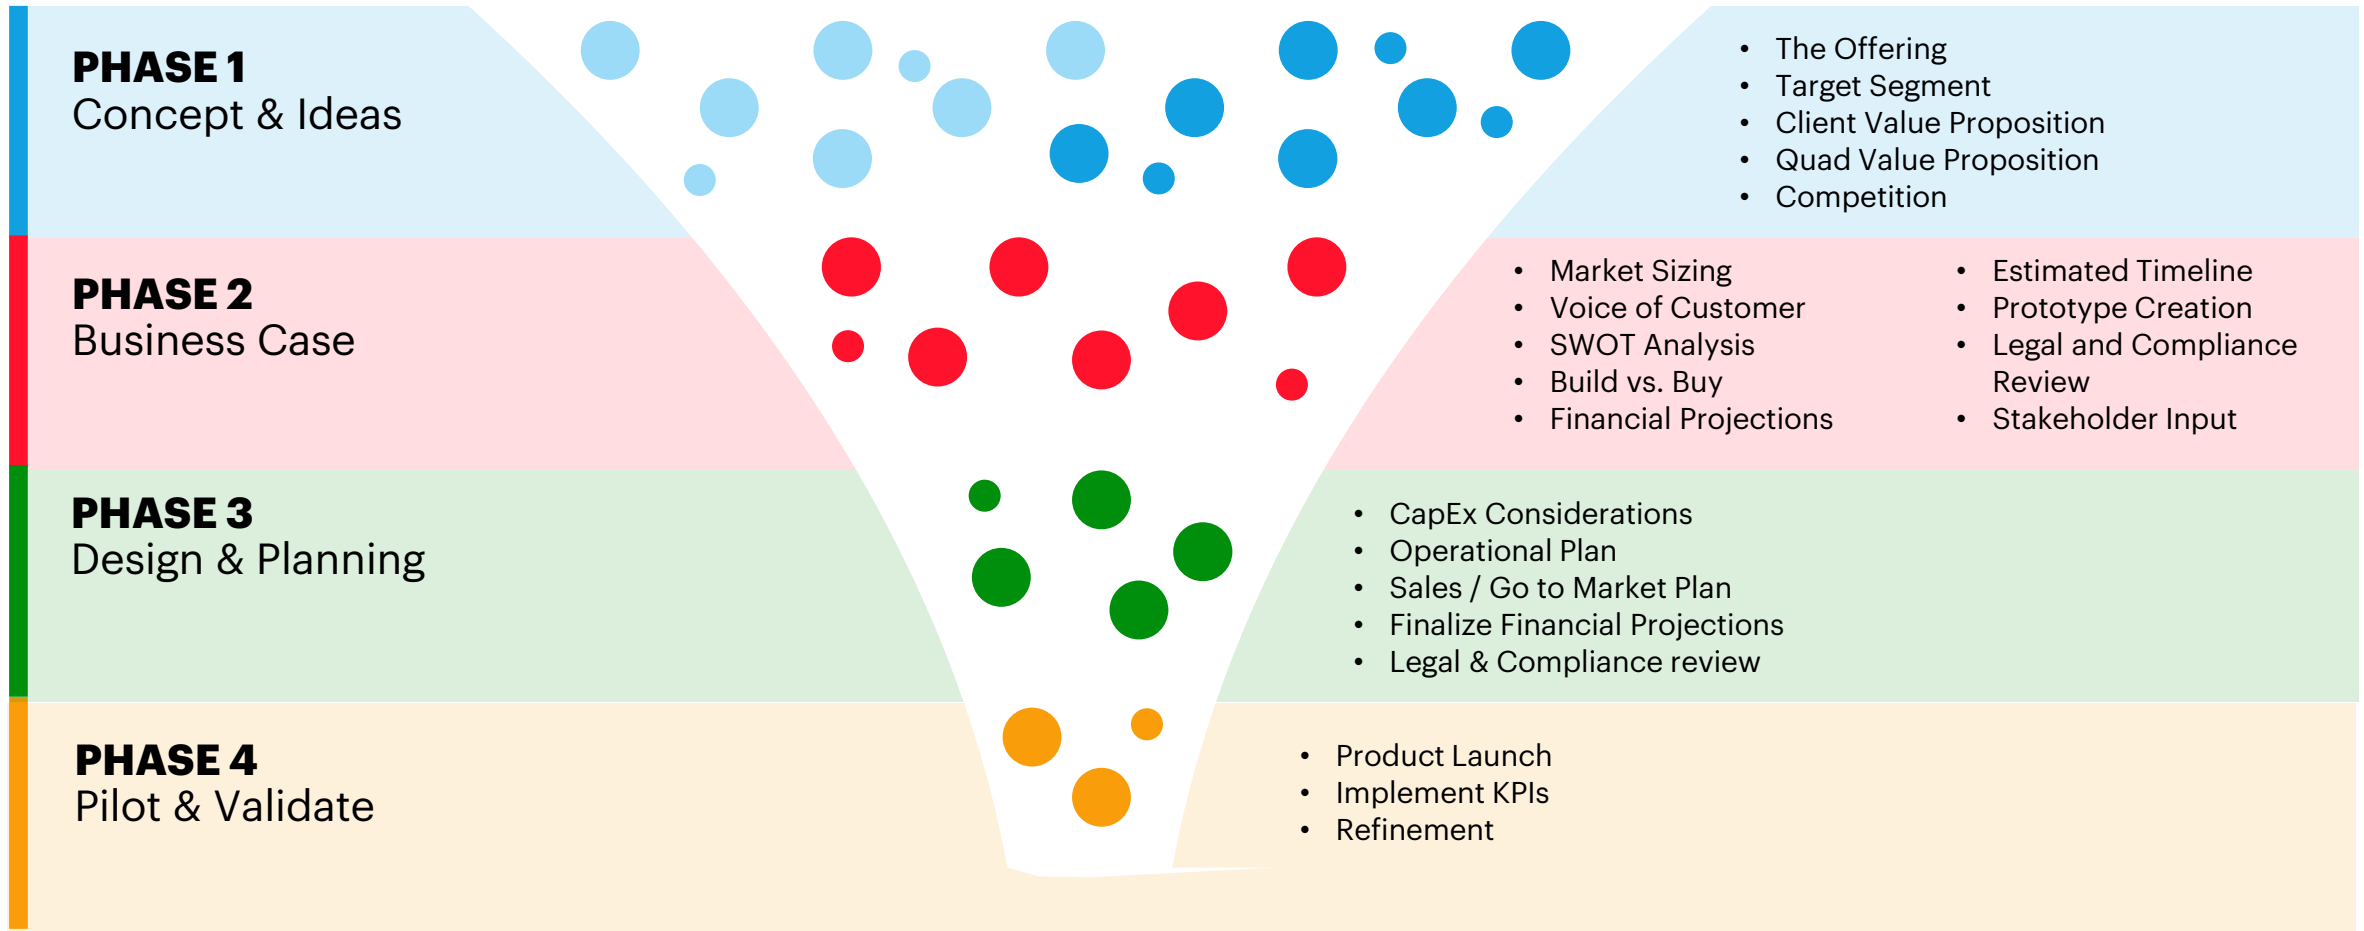 PHASE 1
Concept & Ideas
• The Offering
• Target Segment
• Client Value Proposition
• Quad Value Proposition
• Competition
PHASE 2
Business Case
• Market Sizing
• Voice of Customer
• SWOT Analysis
• Build vs. Buy
• Financial Projections
• Estimated Timeline
• Prototype Creation
• Legal and Compliance
Review
• Stakeholder Input
PHASE 3
Design & Planning
• CapEx Considerations
• Operational Plan
• Sales / Go to Market Plan
• Finalize Financial Projections
• Legal & Compliance review
PHASE 4
Pilot & Validate
• Product Launch
• Implement KPIs
• Refinement